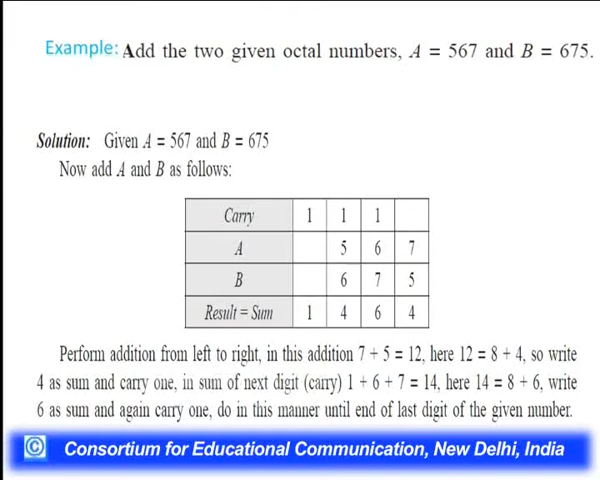 Example: Add the two given octal numbers, A = 567 and B = 675.
Solution: Given A = 567 and B = 675
Now add A and B as follows:
Carry 1 1 1
A 5 6 7
B 6 7 5
Result = Sum 1 4 6 4
Perform addition from left to right, in this addition 7 + 5 = 12, here 12 = 8 + 4, so write
4 as sum and carry one, in sum of next digit (carry) 1 + 6 + 7 = 14, here 14 = 8 + 6, write
6 as sum and again carry one, do in this manner until end of last digit of the given number.
© Consortium for Educational Communication, New Delhi, India